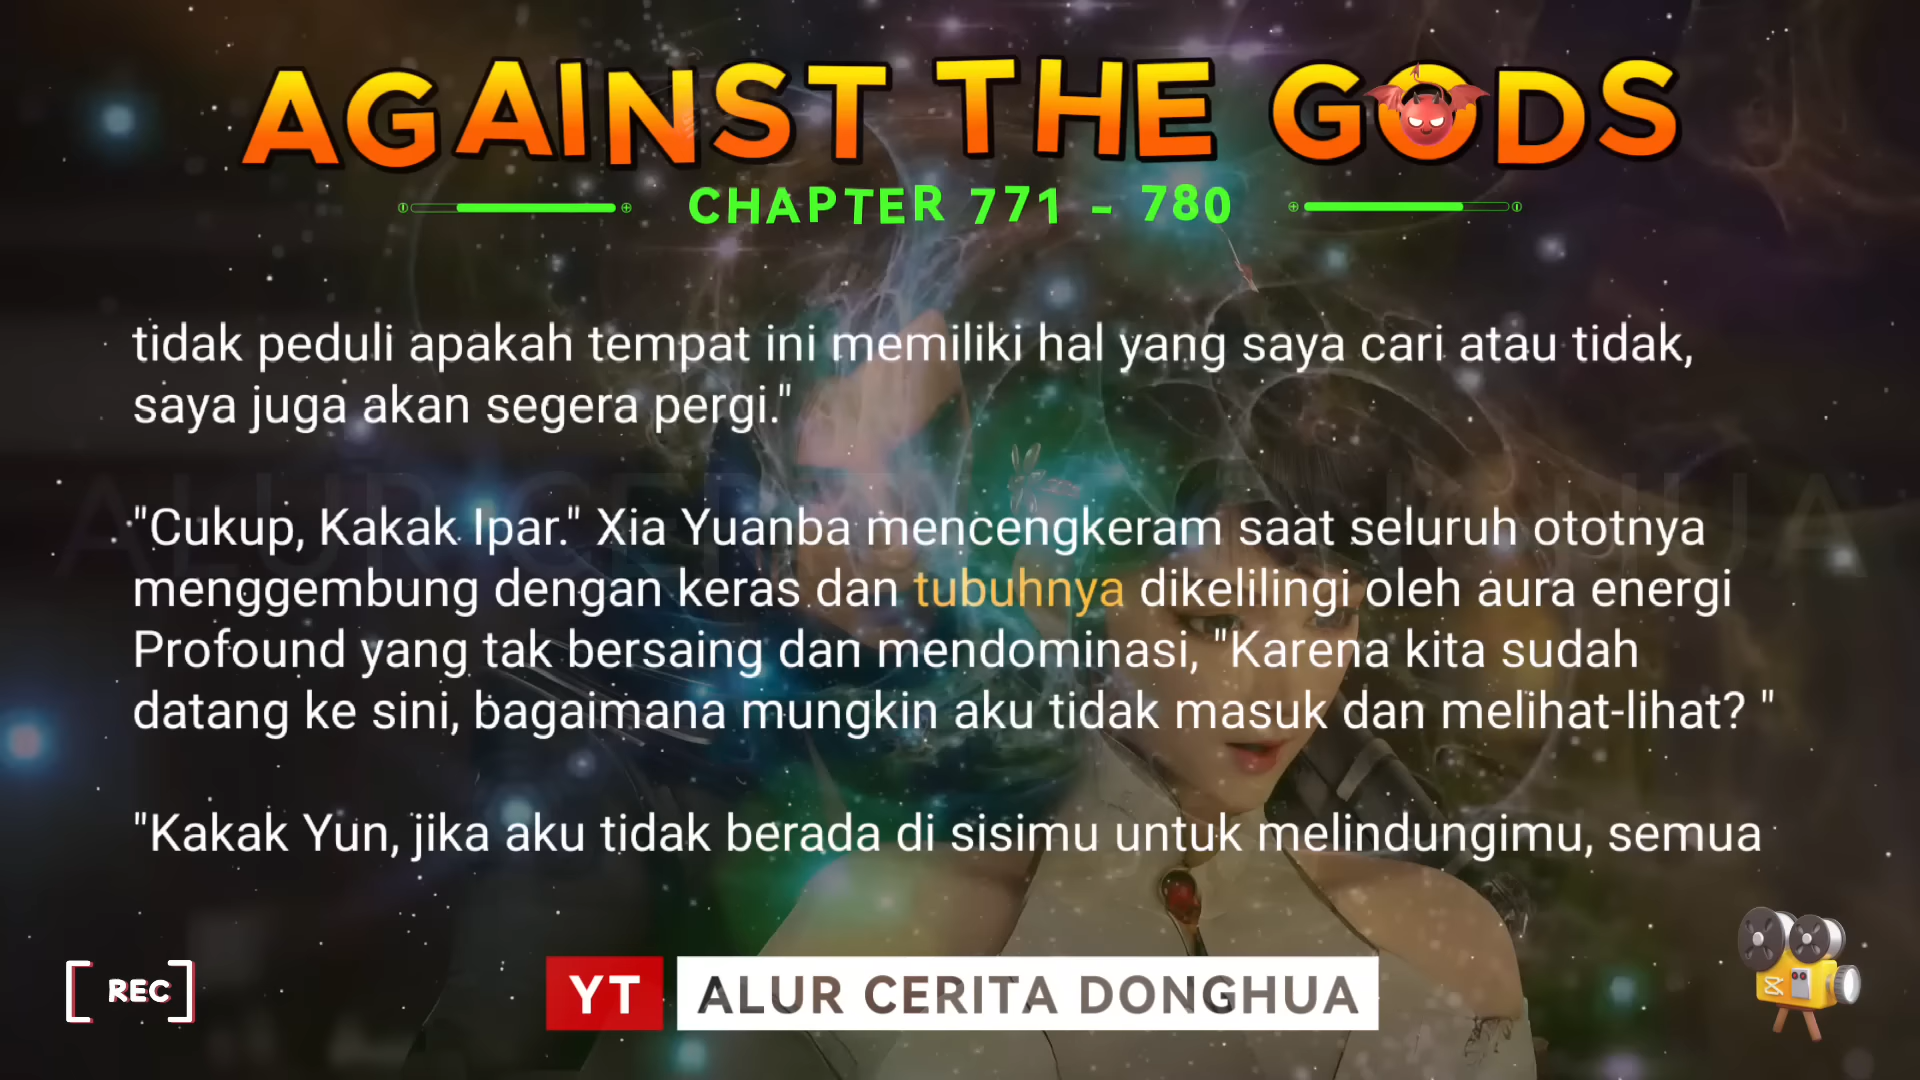 AGAINST THE GODS
CHAPTER 771 - 780
tidak peduli apakah tempat ini memiliki hal yang saya cari atau tidak,
saya juga akan segera pergi."
"Cukup, Kakak Ipar." Xia Yuanba mencengkeram saat seluruh ototnya
menggembung dengan keras dan tubuhnya dikelilingi oleh aura energi
Profound yang tak bersaing dan mendominasi, "Karena kita sudah
datang ke sini, bagaimana mungkin aku tidak masuk dan melihat-lihat? "
"Kakak Yun, jika aku tidak berada di sisimu untuk melindungimu, semua
REC
YT ALUR CERITA DONGHUA